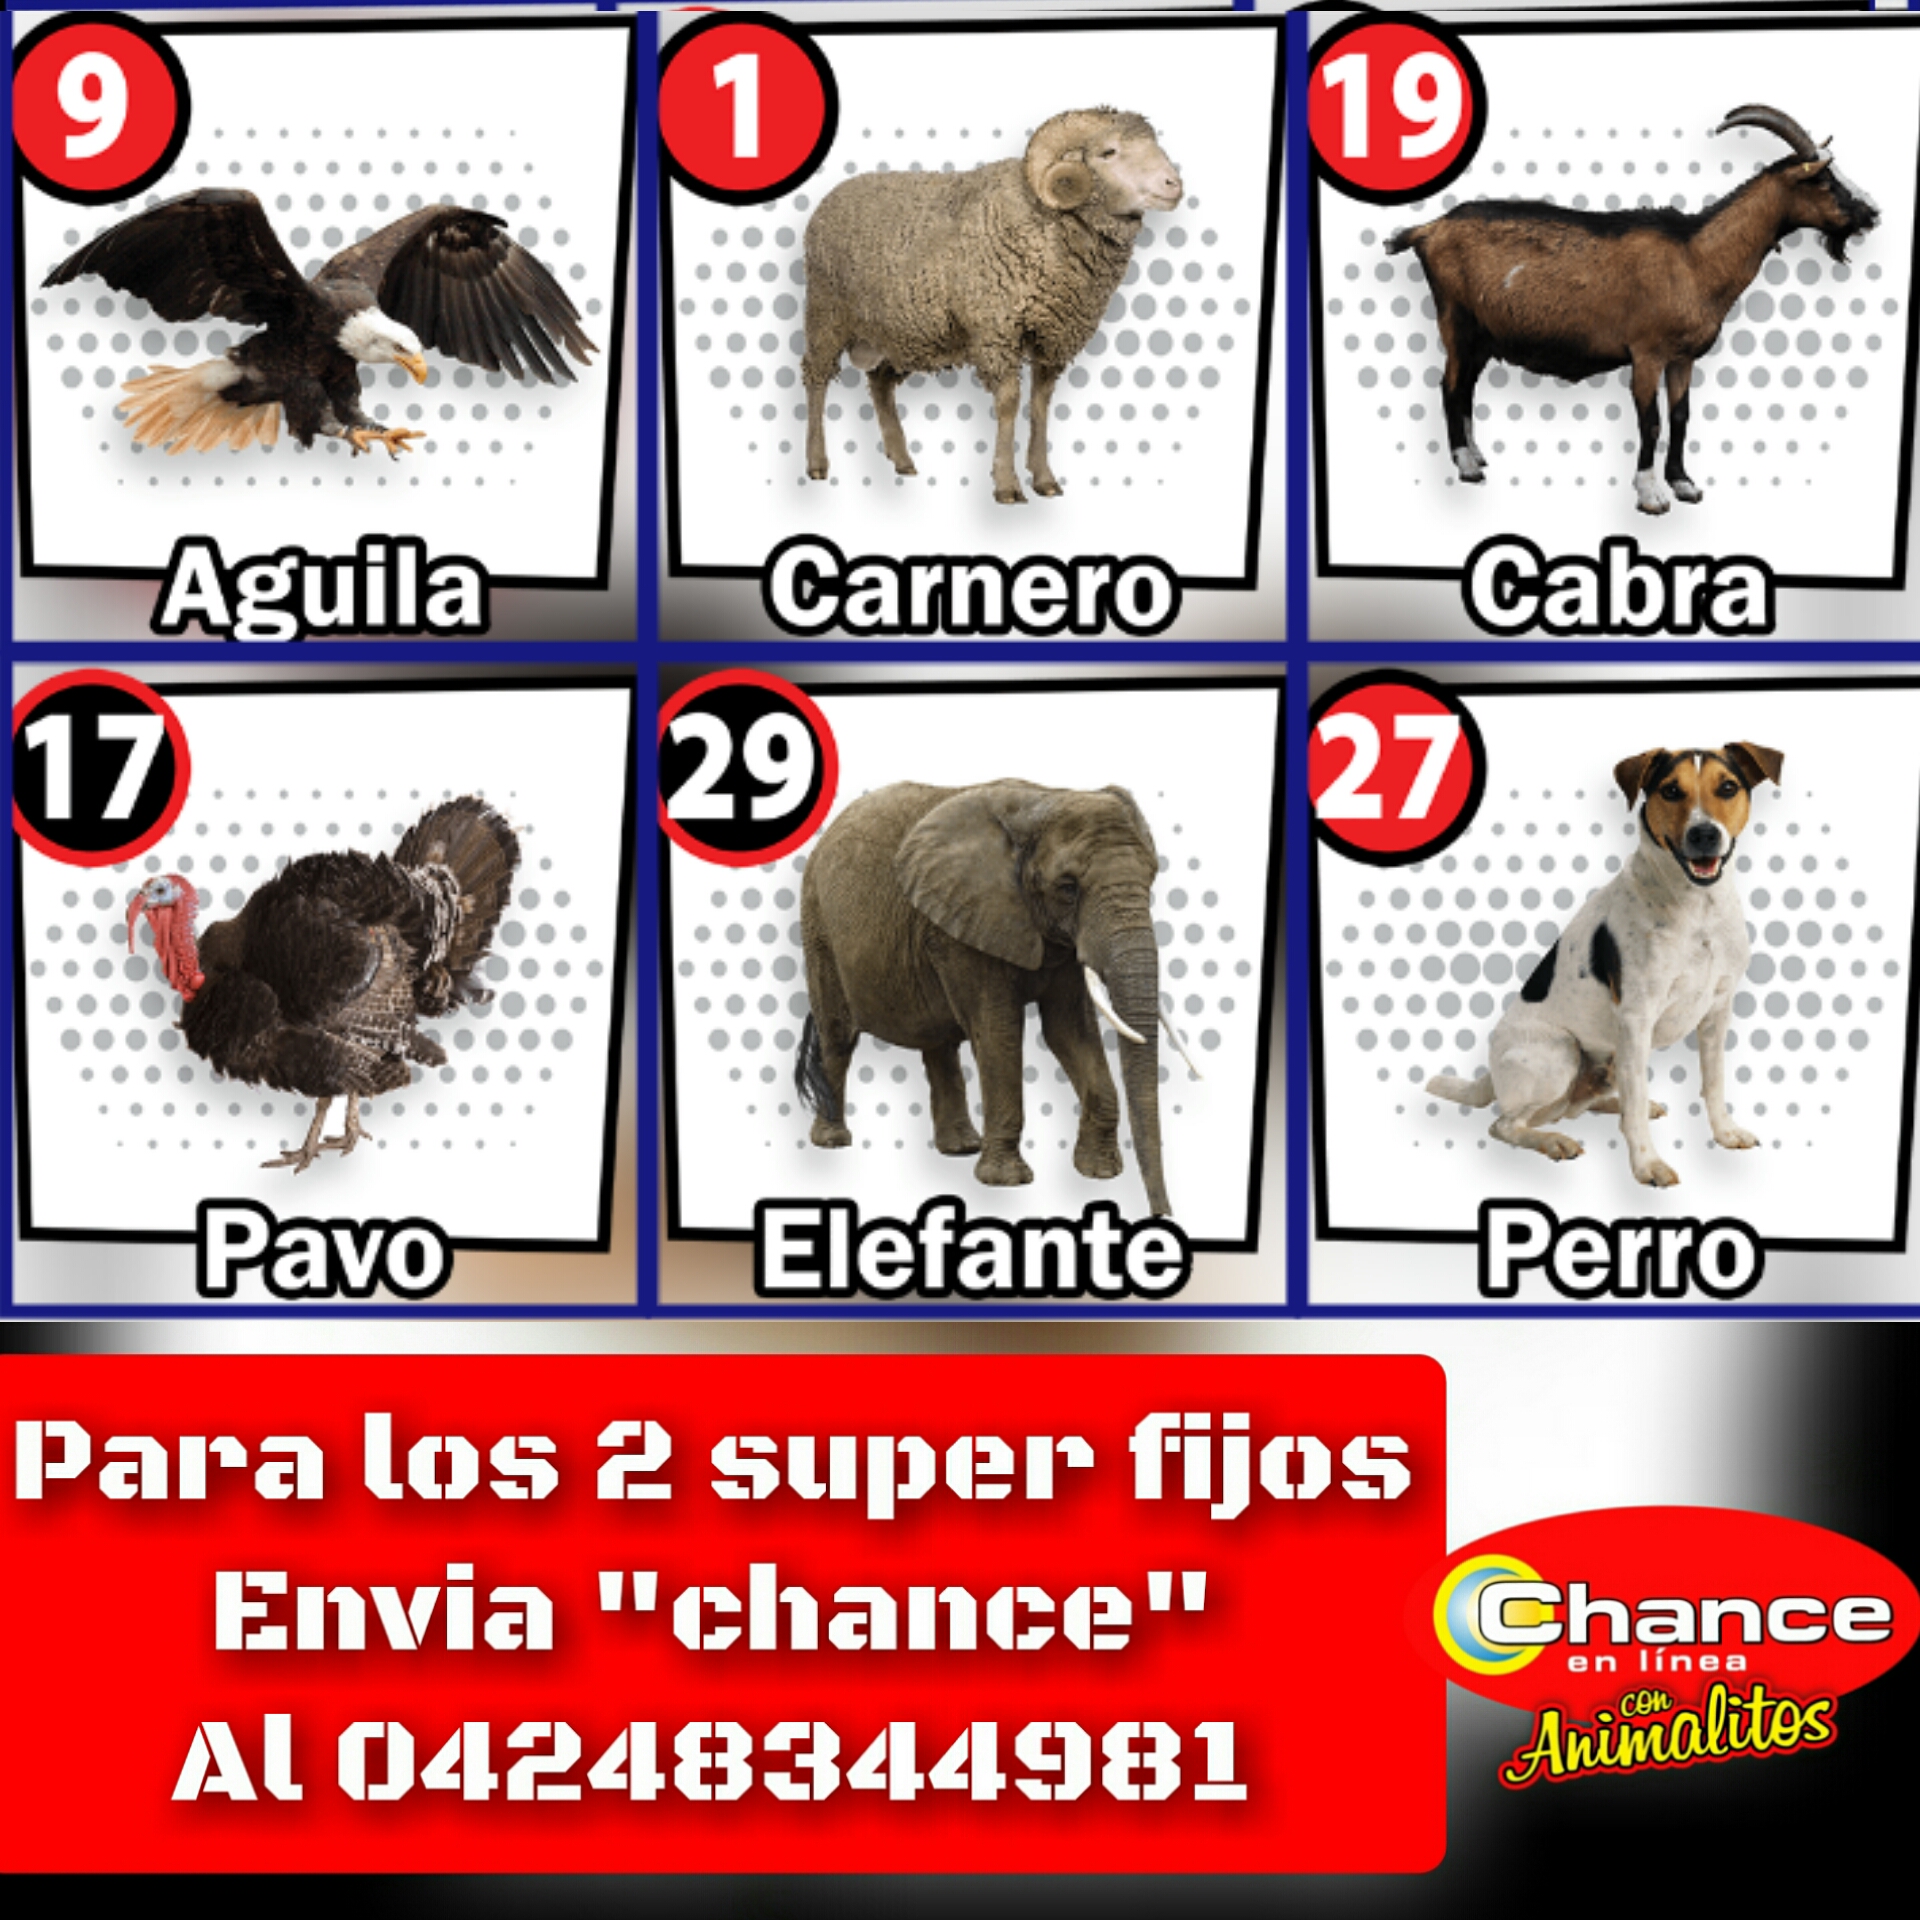 9
1
19
Aguila
Carnero
Cabra
17
29
27
Pavo
Elefante
Perro
Para los 2 super fijos
Envia "chance"
Al 04248344981
Chance
en línea
con
Animalitos